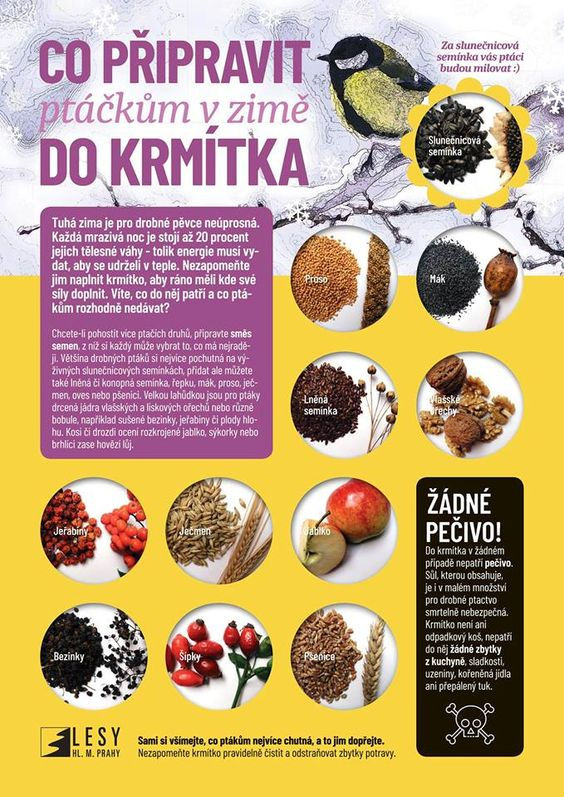 CO PŘIPRAVIT
ptáčkům v zimě
DO KRMÍTKA
Za slunečnicová
semínka vás ptáci
budou milovat :)
Slunečnicová
semínka
Tuhá zima je pro drobné pěvce neúprosná.
Každá mrazivá noc je stojí až 20 procent
jejich tělesné váhy - tolik energie musí vy-
dat, aby se udrželi v teple. Nezapomeňte
jim naplnit krmítko, aby ráno měli kde své
síly doplnit. Víte, co do něj patří a co ptá-
kům rozhodně nedávat?
Chcete-li pohostit více ptačích druhů, připravte směs
semen, z níž si každý může vybrat to, co má nejradě-
ji. Většina drobných ptáků si nejvíce pochutná na vý-
živných slunečnicových semínkách, přidat ale můžete
také lněná či konopná semínka, řepku, mák, proso, ječ-
men, oves nebo pšenici. Velkou lahůdkou jsou pro ptáky
drcená jádra vlašských a lískových ořechů nebo různé
bobule, například sušené bezinky, jeřabiny či plody hlo-
hu. Kosi či drozdi ocení rozkrojené jablko, sýkorky nebo
brhlíci zase hovězí lůj.
Proso
Mák
Lněná
semínka
Vlašské
ořechy
Jeřabiny
Ječmen
Jablko
Bezinky
Šípky
Pšenice
ŽÁDNÉ
PEČIVO!
Do krmítka v žádném
případě nepatří pečivo.
Sůl, kterou obsahuje,
je i v malém množství
pro drobné ptactvo
smrtelně nebezpečná.
Krmítko není ani
odpadkový koš, nepatří
do něj žádné zbytky
z kuchyně, sladkosti,
uzeniny, kořeněná jídla
ani přepálený tuk.
LESY
HL. M. PRAHY
Sami si všímejte, co ptákům nejvíce chutná, a to jim dopřejte.
Nezapomeňte krmítko pravidelně čistit a odstraňovat zbytky potravy.